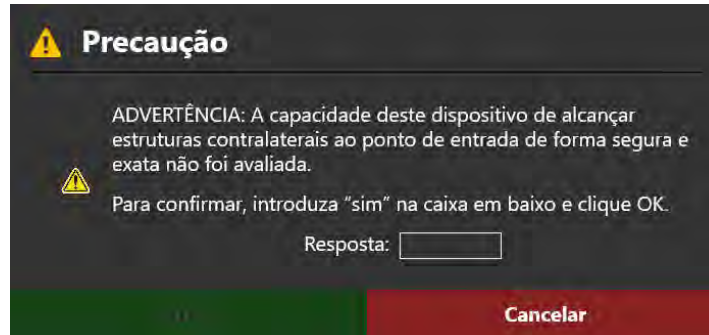 Precaução
ADVERTÊNCIA: A capacidade deste dispositivo de alcançar
estruturas contralaterais ao ponto de entrada de forma segura e
exata não foi avaliada.
Para confirmar, introduza “sim” na caixa em baixo e clique OK.
Resposta:
Cancelar